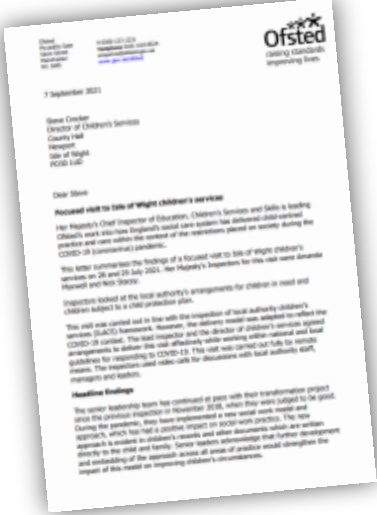 Ofsted
raising standards
improving lives
Ofsted
Piccadilly Gate
Store Street
Manchester
M1 2WD
7 September 2021
Steve Crocker
Director of Children's Services
County Hall
Newport
Isle of Wight
PO30 1UD
Dear Steve
Focused visit to Isle of Wight children's services
Her Majesty's Chief Inspector of Education, Children's Services and Skills is leading
Ofsted's work into how England's social care system has delivered child-centred
practice and care within the context of the restrictions placed on society during the
COVID-19 (coronavirus) pandemic.
This letter summarises the findings of a focused visit to Isle of Wight children's
services on 28 and 29 July 2021. Her Majesty's Inspectors for this visit were Amanda
Maxwell and Nick Stacey.
Inspectors looked at the local authority's arrangements for children in need and
children subject to a child protection plan.
This visit was carried out in line with the inspection of local authority children's
services (ILACS) framework. However, the delivery model was adapted to reflect the
COVID-19 context. The lead inspector and the director of children's services agreed
arrangements to deliver this visit effectively while working within national and local
guidelines for responding to COVID-19. This visit was carried out fully by remote
means. The inspectors used video calls for discussions with local authority staff,
managers and leaders.
Headline findings
The senior leadership team has continued at pace with their transformation project
since the previous inspection in November 2018, when they were judged to be good.
During the pandemic, they have implemented a new social work model and
approach, which has had a positive impact on social work practice. The new
approach is evident in children's records and other documents which are written
directly to the child and family. Senior leaders acknowledge that further development
and embedding of the approach across all areas of practice would strengthen the
impact of this model on improving children's circumstances.